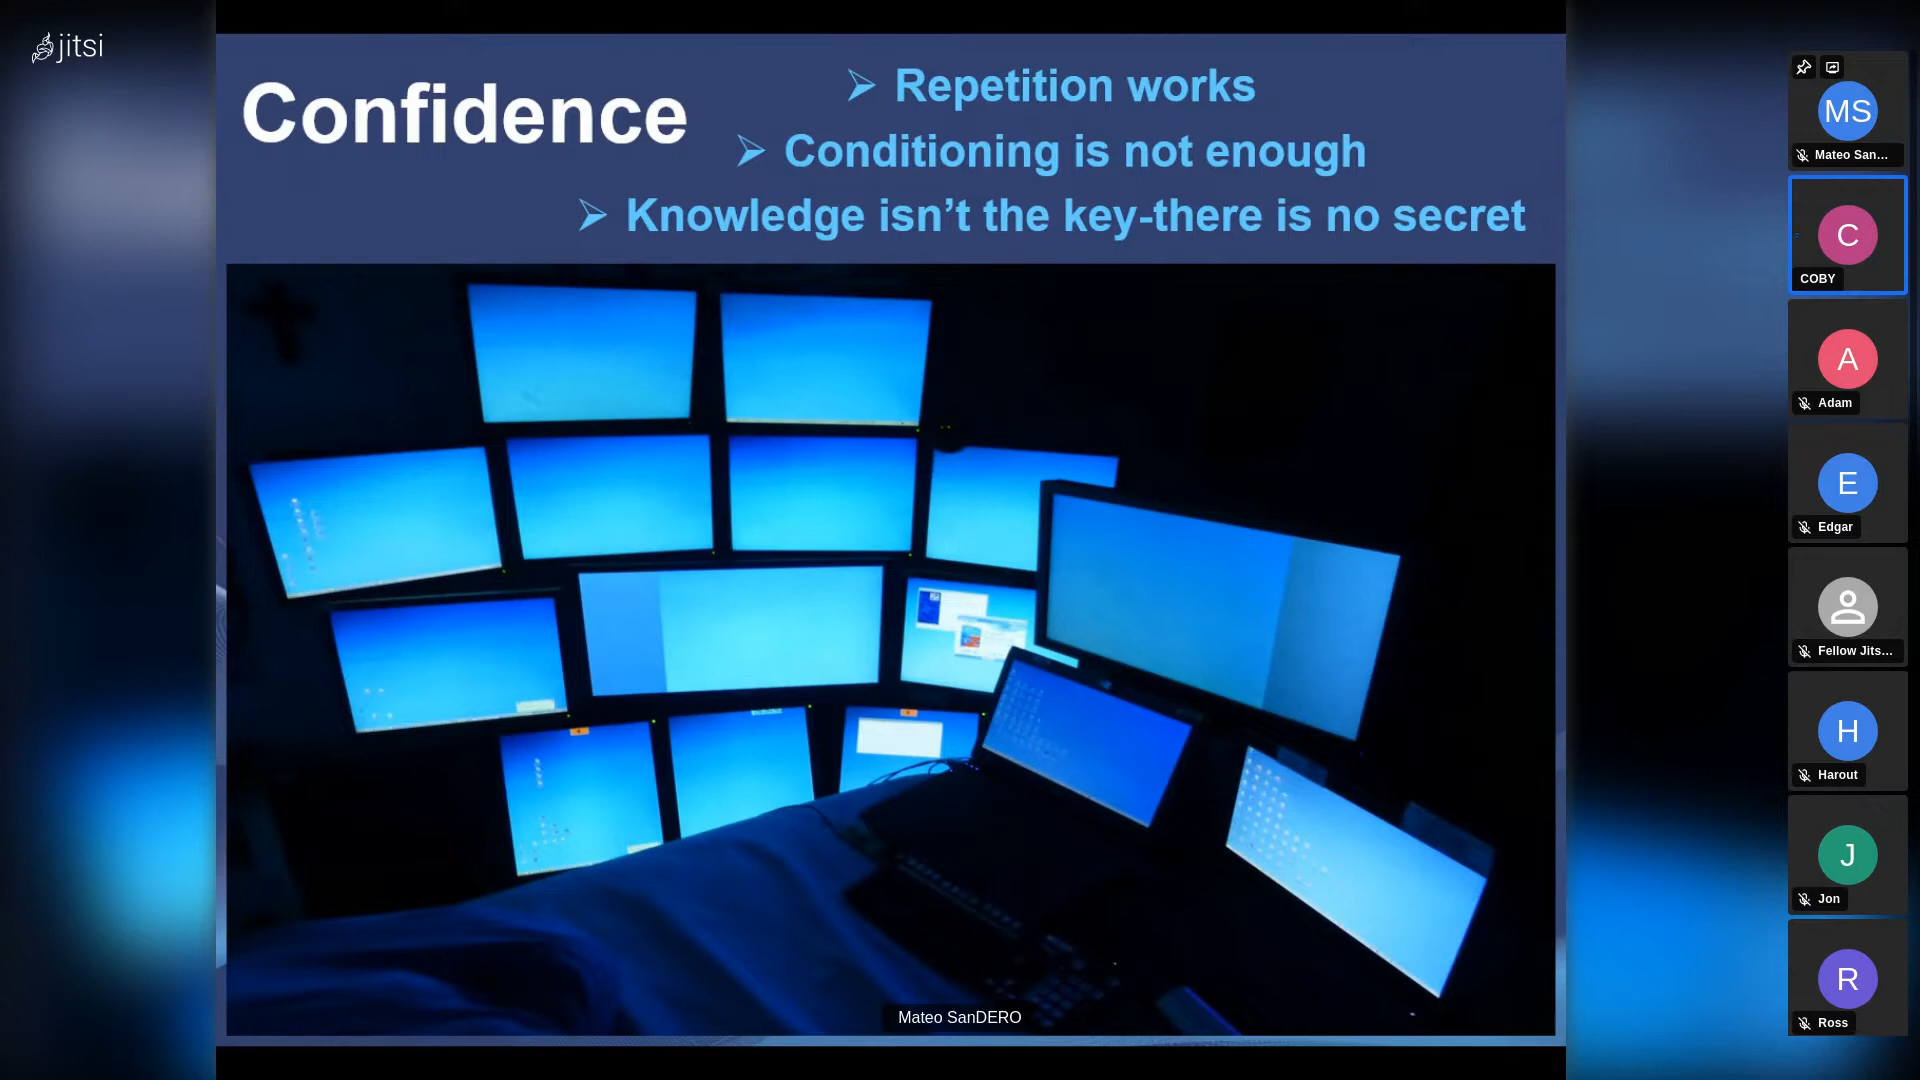 jitsi
Confidence
Repetition works
Conditioning is not enough
Knowledge isn’t the key-there is no secret
Mateo SanDERO
MS
Mateo San...
C
COBY
A
Adam
E
Edgar
Fellow Jits...
H
Harout
J
Jon
R
Ross